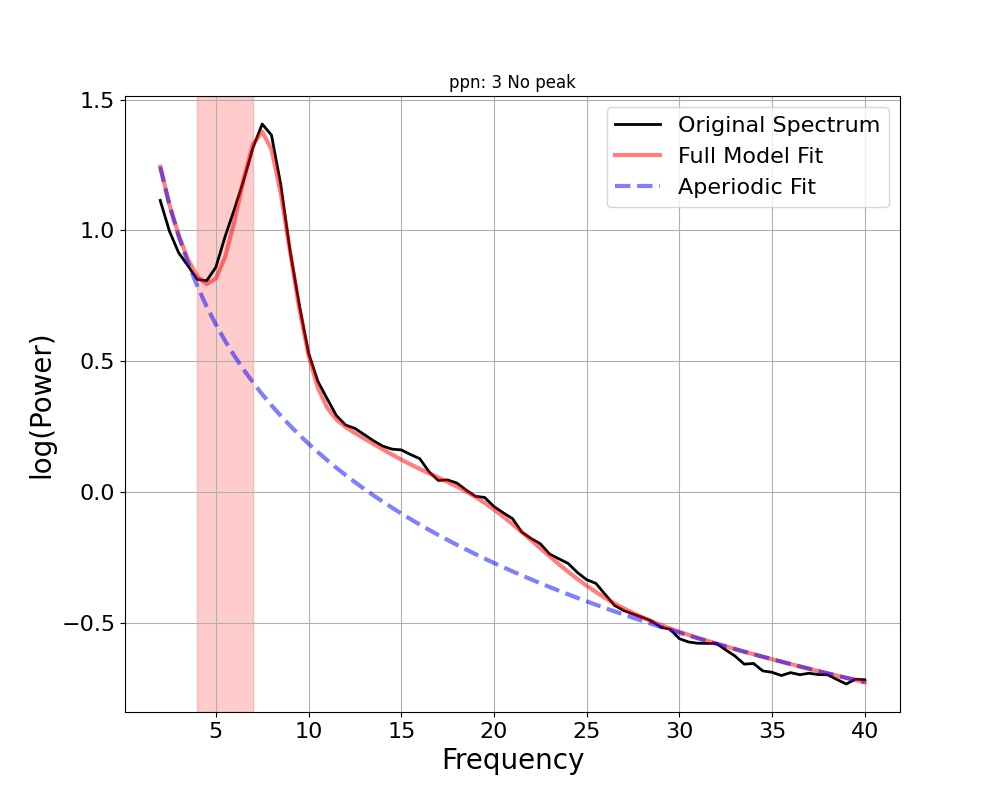 ppn: 3 No peak
Original Spectrum
Full Model Fit
Aperiodic Fit
log(Power)
1.5
1.0
0.5
0.0
−0.5
5 10 15 20 25 30 35 40
Frequency